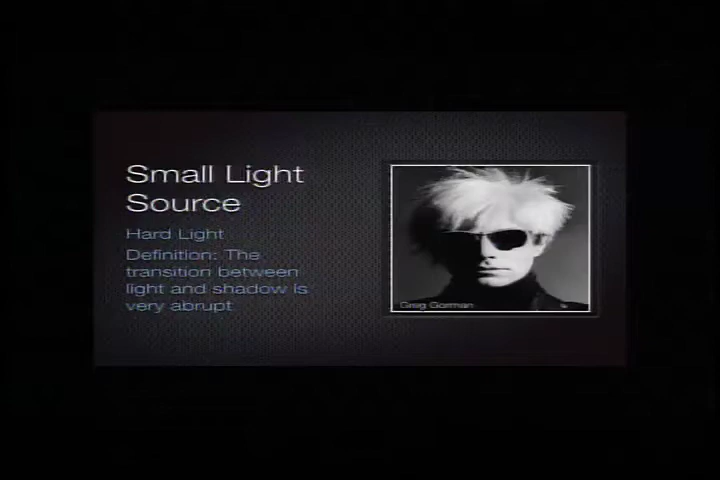 Small Light
Source
Hard Light
Definition: The
transition between
light and shadow is
very abrupt
Greg Gorman